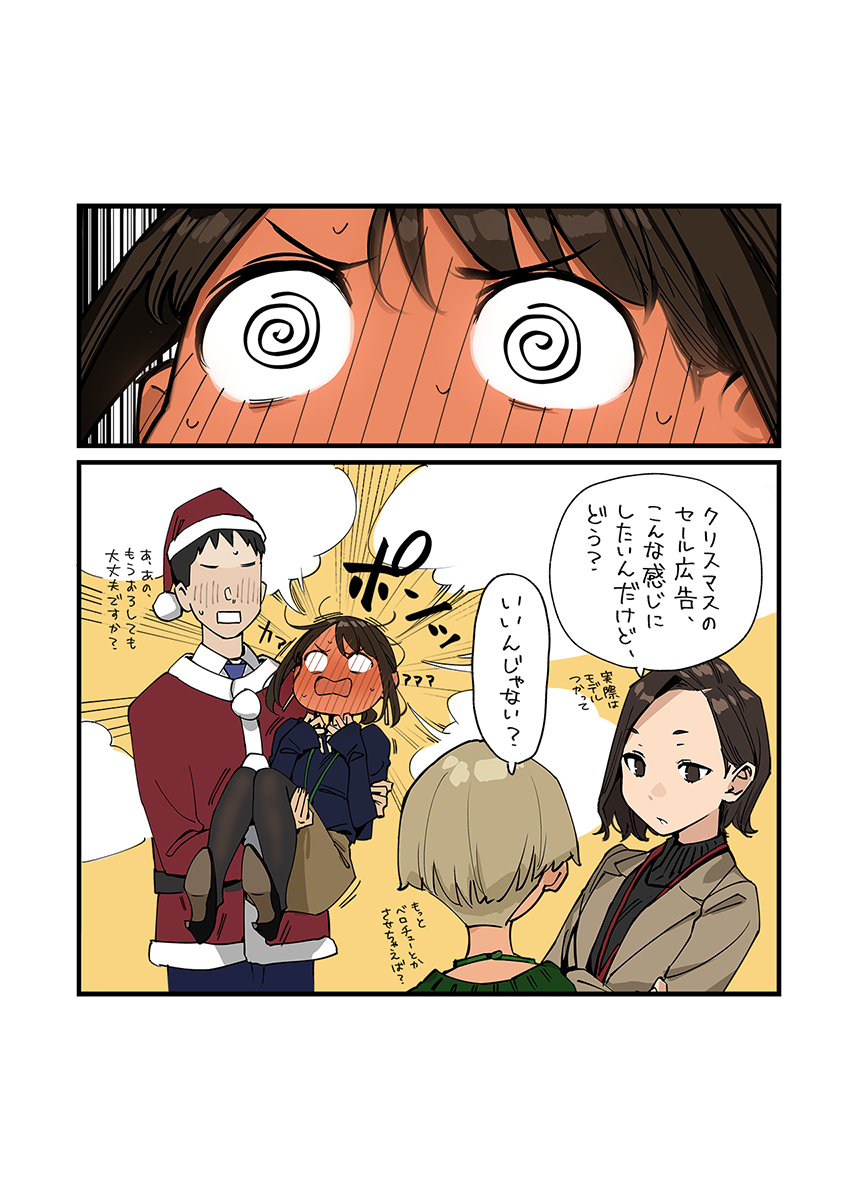 クリスマスの
セール広告、
こんな感じに
したいんだけど、
どう？
実際は
モデル
つかって
いいんじゃない？
もっと
ベロチューとか
させちゃえば？
ポンッ
？？？
カァ
あ、あの、
もうおろしても
大丈夫ですか？